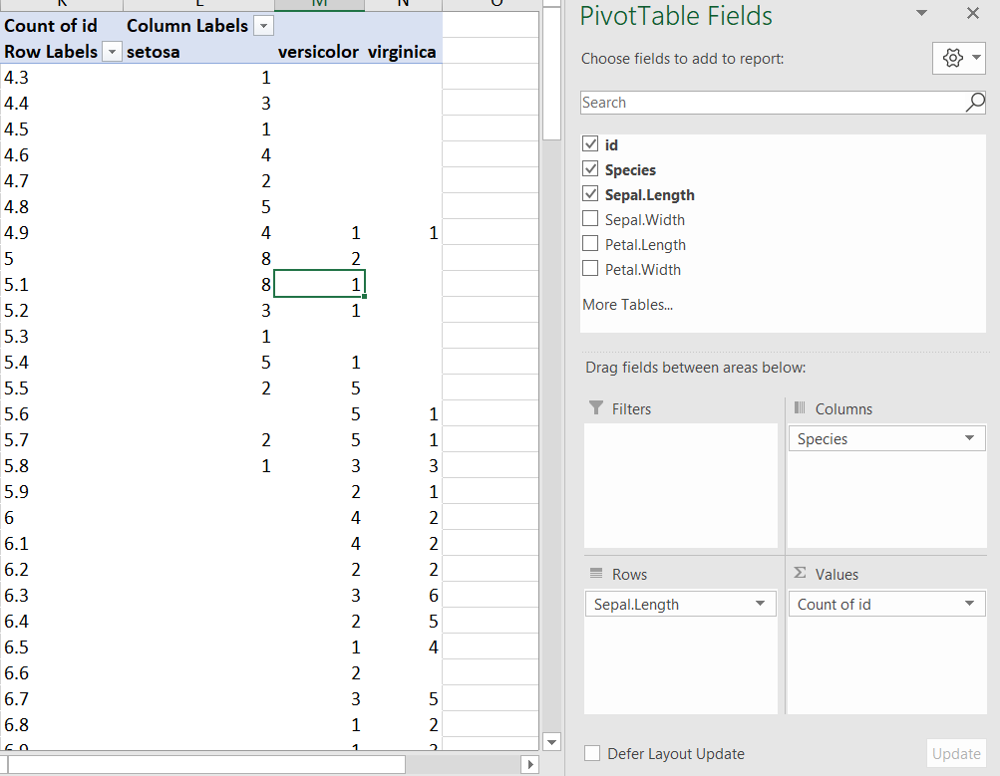 K L M N O
Count of id Column Labels
Row Labels setosa versicolor virginica
4.3 1
4.4 3
4.5 1
4.6 4
4.7 2
4.8 5
4.9 4 1 1
5 8 2
5.1 8 1
5.2 3 1
5.3 1
5.4 5 1
5.5 2 5
5.6 5 1
5.7 2 5 1
5.8 1 3 3
5.9 2 1
6 4 2
6.1 4 2
6.2 2 2
6.3 3 6
6.4 2 5
6.5 1 4
6.6 2
6.7 3 5
6.8 1 2
6.9 1 3
PivotTable Fields
Choose fields to add to report:
Search
id
Species
Sepal.Length
Sepal.Width
Petal.Length
Petal.Width
More Tables...
Drag fields between areas below:
Filters
Columns
Species
Rows
Sepal.Length
Σ Values
Count of id
Defer Layout Update
Update